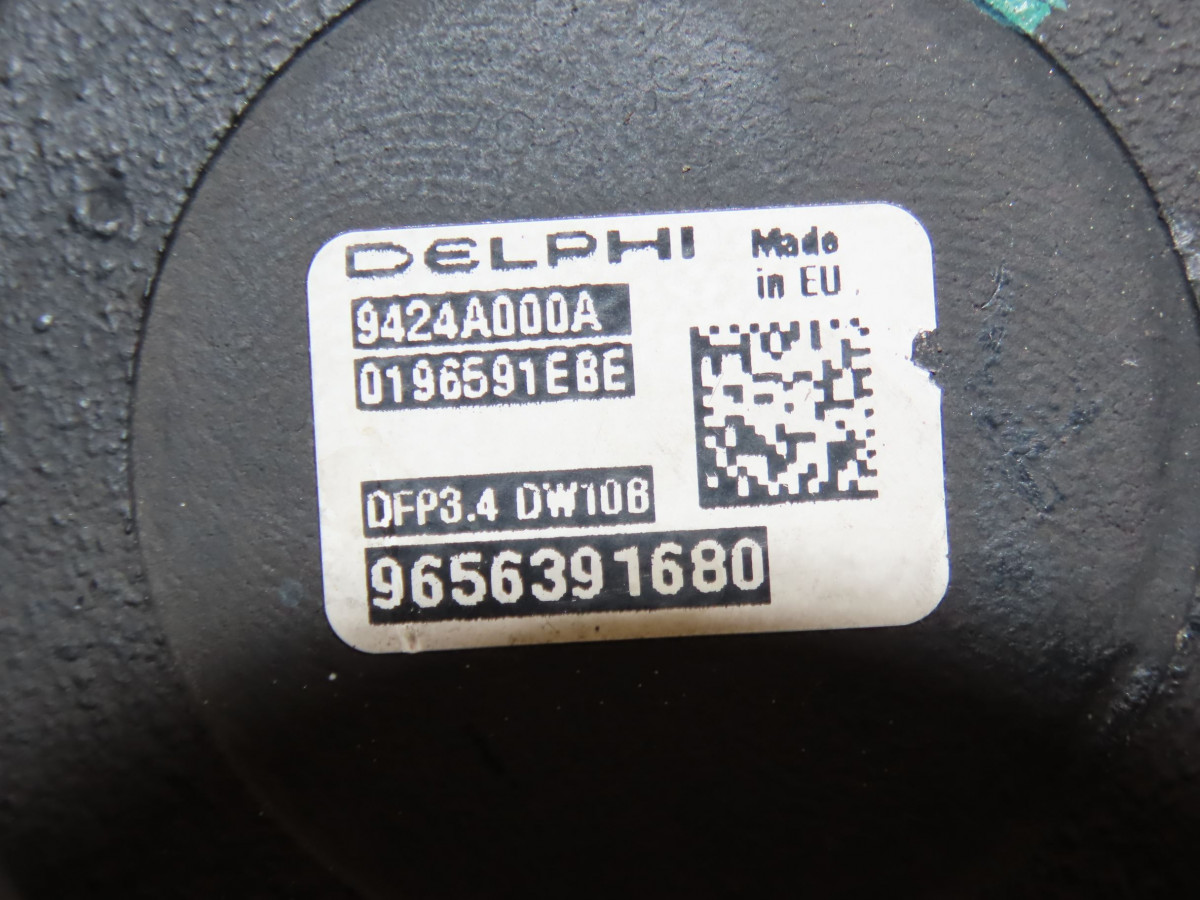 DELPHI
Made
in EU
9424A000A
0196591EBE
DFP3.4 DW10B
9656391680